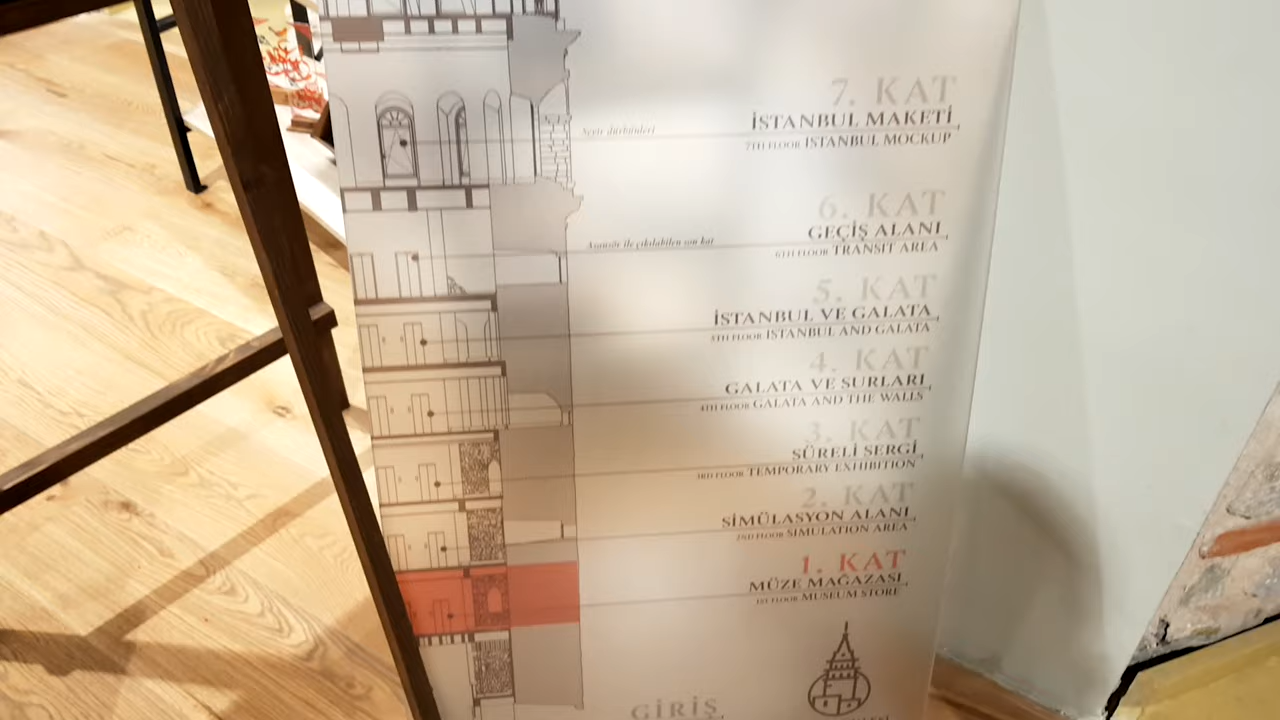 7. KAT
İSTANBUL MAKETİ
Seyir dürbünleri
7TH FLOOR ISTANBUL MOCKUP
6. KAT
GEÇİŞ ALANI
Asansör ile çıkılabilen son kat
6TH FLOOR TRANSIT AREA
5. KAT
İSTANBUL VE GALATA
5TH FLOOR ISTANBUL AND GALATA
4. KAT
GALATA VE SURLARI
4TH FLOOR GALATA AND THE WALLS
3. KAT
SÜRELİ SERGİ
3RD FLOOR TEMPORARY EXHIBITION
2. KAT
SİMÜLASYON ALANI
2ND FLOOR SIMULATION AREA
1. KAT
MÜZE MAĞAZASI
1ST FLOOR MUSEUM STORE
GİRİŞ